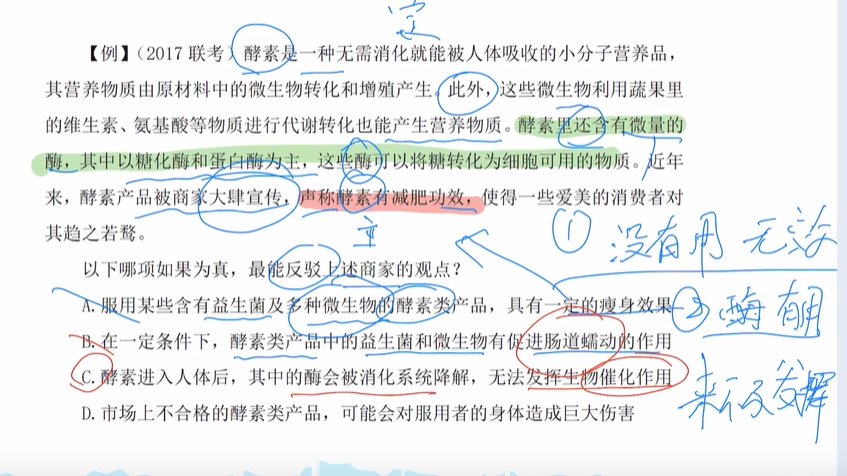 定
【例】（2017 联考）酵素是一种无需消化就能被人体吸收的小分子营养品，
其营养物质由原材料中的微生物转化和增殖产生。此外，这些微生物利用蔬果里
的维生素、氨基酸等物质进行代谢转化也能产生营养物质。酵素里还含有微量的
酶，其中以糖化酶和蛋白酶为主，这些酶可以将糖转化为细胞可用的物质。近年
来，酵素产品被商家大肆宣传，声称酵素有减肥功效，使得一些爱美的消费者对
其趋之若鹜。
① 没有用 无效
以下哪项如果为真，最能反驳上述商家的观点？
A. 服用某些含有益生菌及多种微生物的酵素类产品，具有一定的瘦身效果
② 酶有用
B. 在一定条件下，酵素类产品中的益生菌和微生物有促进肠道蠕动的作用
C. 酵素进入人体后，其中的酶会被消化系统降解，无法发挥生物催化作用
来不及发挥
D. 市场上不合格的酵素类产品，可能会对服用者的身体造成巨大伤害